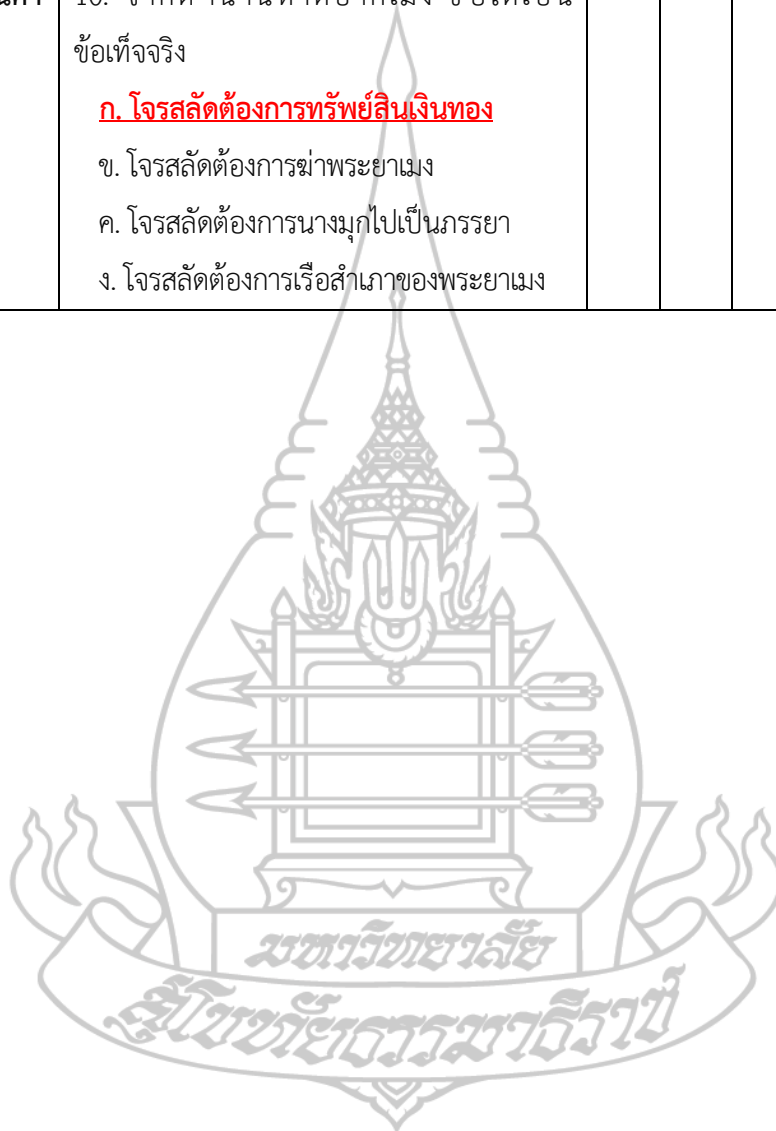 ข้อเท็จจริง
ก. โจรสลัดต้องการทรัพย์สินเงินทอง
ข. โจรสลัดต้องการฆ่าพระยาเมง
ค. โจรสลัดต้องการนางมุกไปเป็นภรรยา
ง. โจรสลัดต้องการเรือสำเภาของพระยาเมง
มหาวิทยาลัย
สุโขทัยธรรมาธิราช